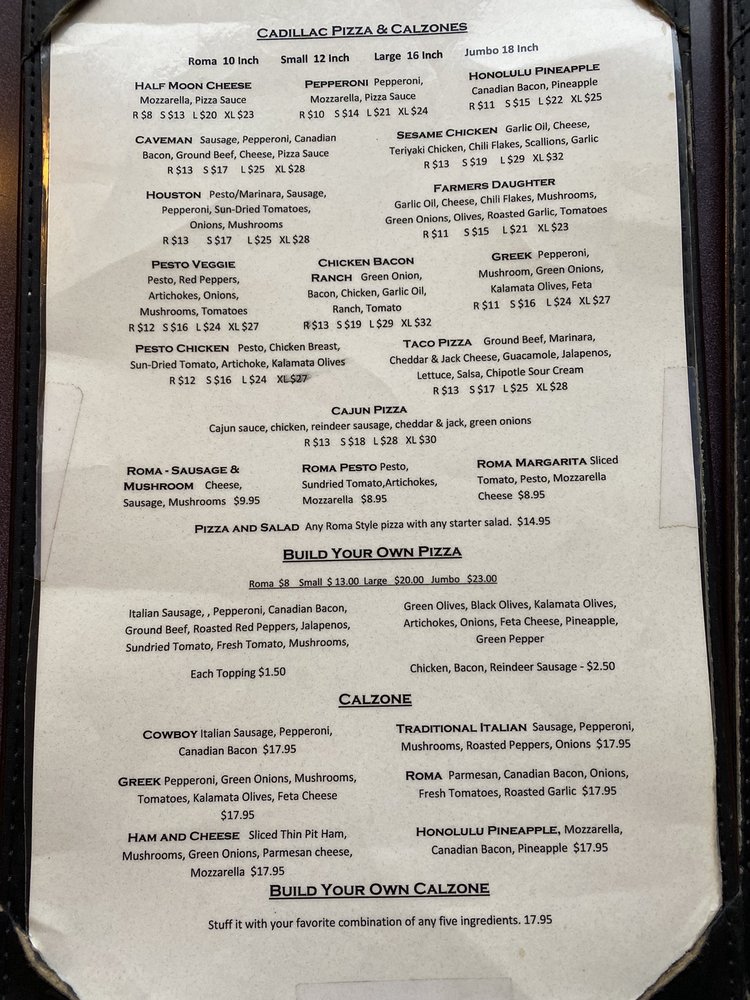 CADILLAC PIZZA & CALZONES
Roma 10 Inch Small 12 Inch Large 16 Inch Jumbo 18 Inch
HALF MOON CHEESE
Mozzarella, Pizza Sauce
R $8 S $13 L $20 XL $23
PEPPERONI Pepperoni,
Mozzarella, Pizza Sauce
R $10 S $14 L $21 XL $24
HONOLULU PINEAPPLE
Canadian Bacon, Pineapple
R $11 S $15 L $22 XL $25
CAVEMAN Sausage, Pepperoni, Canadian
Bacon, Ground Beef, Cheese, Pizza Sauce
R $13 S $17 L $25 XL $28
SESAME CHICKEN Garlic Oil, Cheese,
Teriyaki Chicken, Chili Flakes, Scallions, Garlic
R $13 S $19 L $29 XL $32
HOUSTON Pesto/Marinara, Sausage,
Pepperoni, Sun-Dried Tomatoes,
Onions, Mushrooms
R $13 S $17 L $25 XL $28
FARMERS DAUGHTER
Garlic Oil, Cheese, Chili Flakes, Mushrooms,
Green Onions, Olives, Roasted Garlic, Tomatoes
R $11 S $15 L $21 XL $23
PESTO VEGGIE
Pesto, Red Peppers,
Artichokes, Onions,
Mushrooms, Tomatoes
R $12 S $16 L $24 XL $27
CHICKEN BACON
RANCH Green Onion,
Bacon, Chicken, Garlic Oil,
Ranch, Tomato
R $13 S $19 L $29 XL $32
GREEK Pepperoni,
Mushroom, Green Onions,
Kalamata Olives, Feta
R $11 S $16 L $24 XL $27
PESTO CHICKEN Pesto, Chicken Breast,
Sun-Dried Tomato, Artichoke, Kalamata Olives
R $12 S $16 L $24 XL $27
TACO PIZZA Ground Beef, Marinara,
Cheddar & Jack Cheese, Guacamole, Jalapenos,
Lettuce, Salsa, Chipotle Sour Cream
R $13 S $17 L $25 XL $28
CAJUN PIZZA
Cajun sauce, chicken, reindeer sausage, cheddar & jack, green onions
R $13 S $18 L $28 XL $30
ROMA - SAUSAGE &
MUSHROOM Cheese,
Sausage, Mushrooms $9.95
ROMA PESTO Pesto,
Sundried Tomato,Artichokes,
Mozzarella $8.95
ROMA MARGARITA Sliced
Tomato, Pesto, Mozzarella
Cheese $8.95
PIZZA AND SALAD Any Roma Style pizza with any starter salad. $14.95
BUILD YOUR OWN PIZZA
Roma $8 Small $ 13.00 Large $20.00 Jumbo $23.00
Italian Sausage, , Pepperoni, Canadian Bacon,
Ground Beef, Roasted Red Peppers, Jalapenos,
Sundried Tomato, Fresh Tomato, Mushrooms,
Each Topping $1.50
Green Olives, Black Olives, Kalamata Olives,
Artichokes, Onions, Feta Cheese, Pineapple,
Green Pepper
Chicken, Bacon, Reindeer Sausage - $2.50
CALZONE
COWBOY Italian Sausage, Pepperoni,
Canadian Bacon $17.95
TRADITIONAL ITALIAN Sausage, Pepperoni,
Mushrooms, Roasted Peppers, Onions $17.95
GREEK Pepperoni, Green Onions, Mushrooms,
Tomatoes, Kalamata Olives, Feta Cheese
$17.95
ROMA Parmesan, Canadian Bacon, Onions,
Fresh Tomatoes, Roasted Garlic $17.95
HAM AND CHEESE Sliced Thin Pit Ham,
Mushrooms, Green Onions, Parmesan cheese,
Mozzarella $17.95
HONOLULU PINEAPPLE, Mozzarella,
Canadian Bacon, Pineapple $17.95
BUILD YOUR OWN CALZONE
Stuff it with your favorite combination of any five ingredients. 17.95